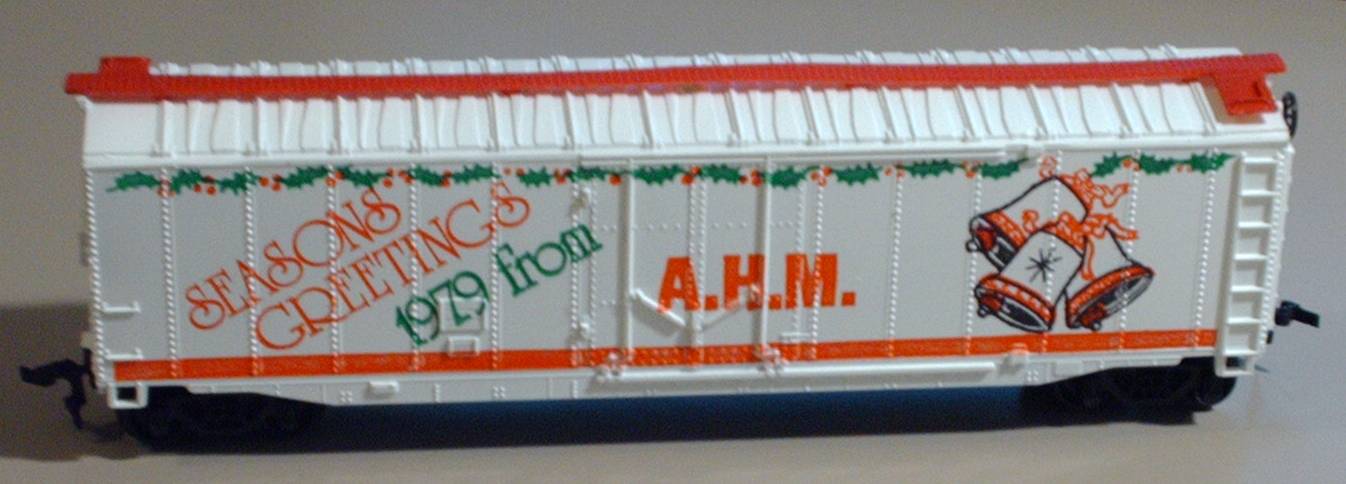 SEASONS
GREETINGS
1979 from
A.H.M.